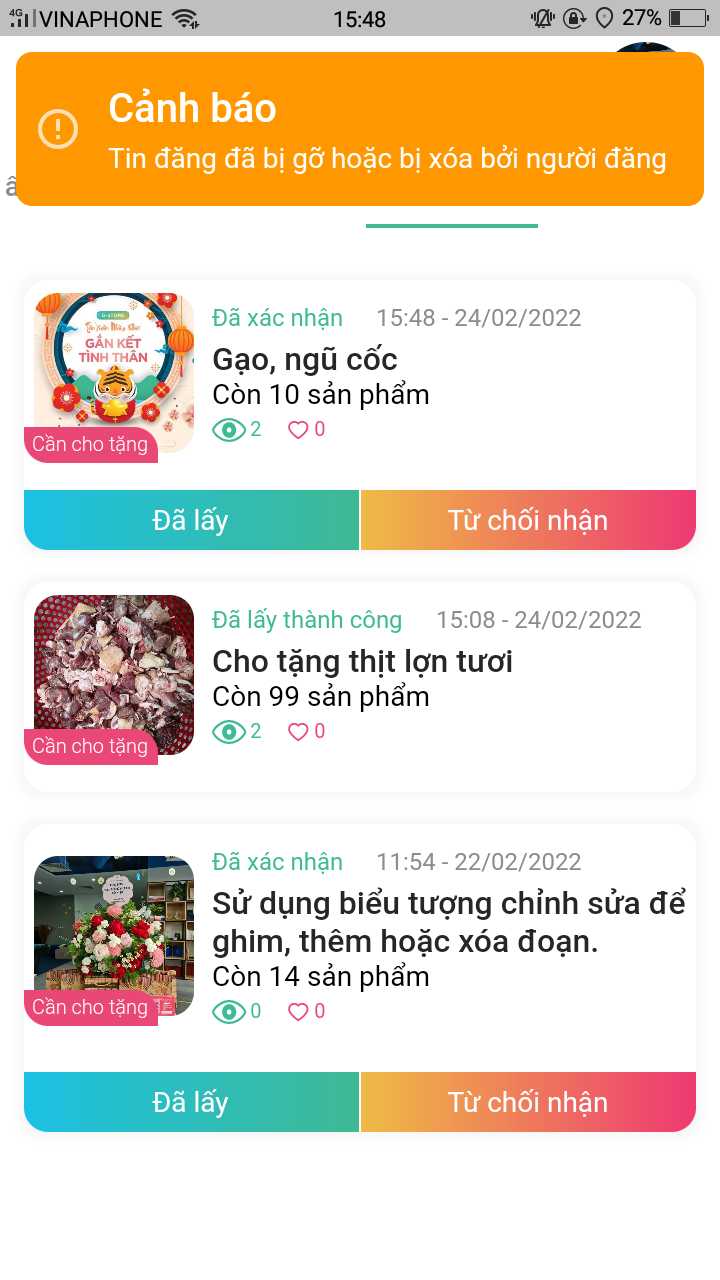 4G VINAPHONE 15:48 27%
Cảnh báo
Tin đăng đã bị gỡ hoặc bị xóa bởi người đăng
Đã xác nhận 15:48 - 24/02/2022
GẮN KẾT
TÌNH THÂN
Gạo, ngũ cốc
Còn 10 sản phẩm
2 0
Cần cho tặng
Đã lấy Từ chối nhận
Đã lấy thành công 15:08 - 24/02/2022
Cho tặng thịt lợn tươi
Còn 99 sản phẩm
2 0
Cần cho tặng
Đã xác nhận 11:54 - 22/02/2022
Sử dụng biểu tượng chỉnh sửa để
ghim, thêm hoặc xóa đoạn.
Còn 14 sản phẩm
0 0
Cần cho tặng
Đã lấy Từ chối nhận